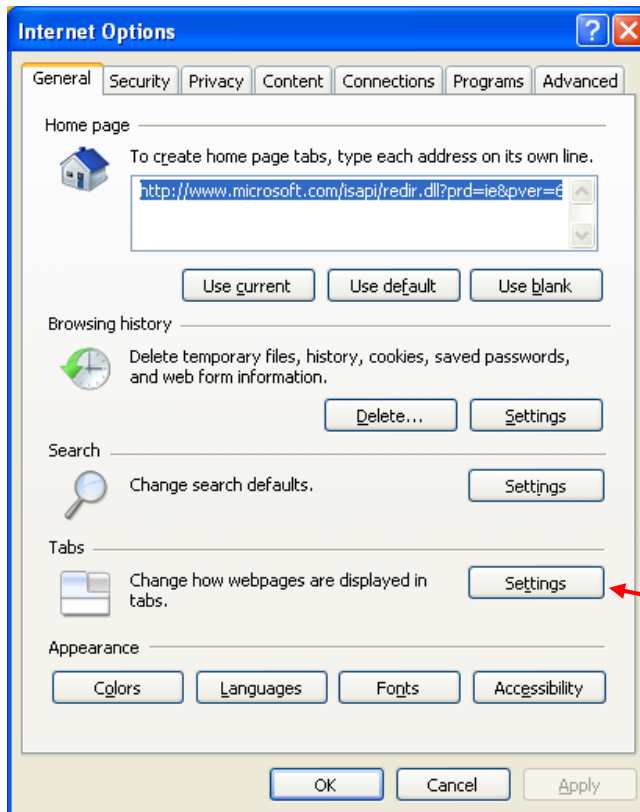 Internet Options
General Security Privacy Content Connections Programs Advanced
Home page
To create home page tabs, type each address on its own line.
http://www.microsoft.com/isapi/redir.dll?prd=ie&pver=6
Use current Use default Use blank
Browsing history
Delete temporary files, history, cookies, saved passwords,
and web form information.
Delete... Settings
Search
Change search defaults. Settings
Tabs
Change how webpages are displayed in Settings
tabs.
Appearance
Colors Languages Fonts Accessibility
OK Cancel Apply